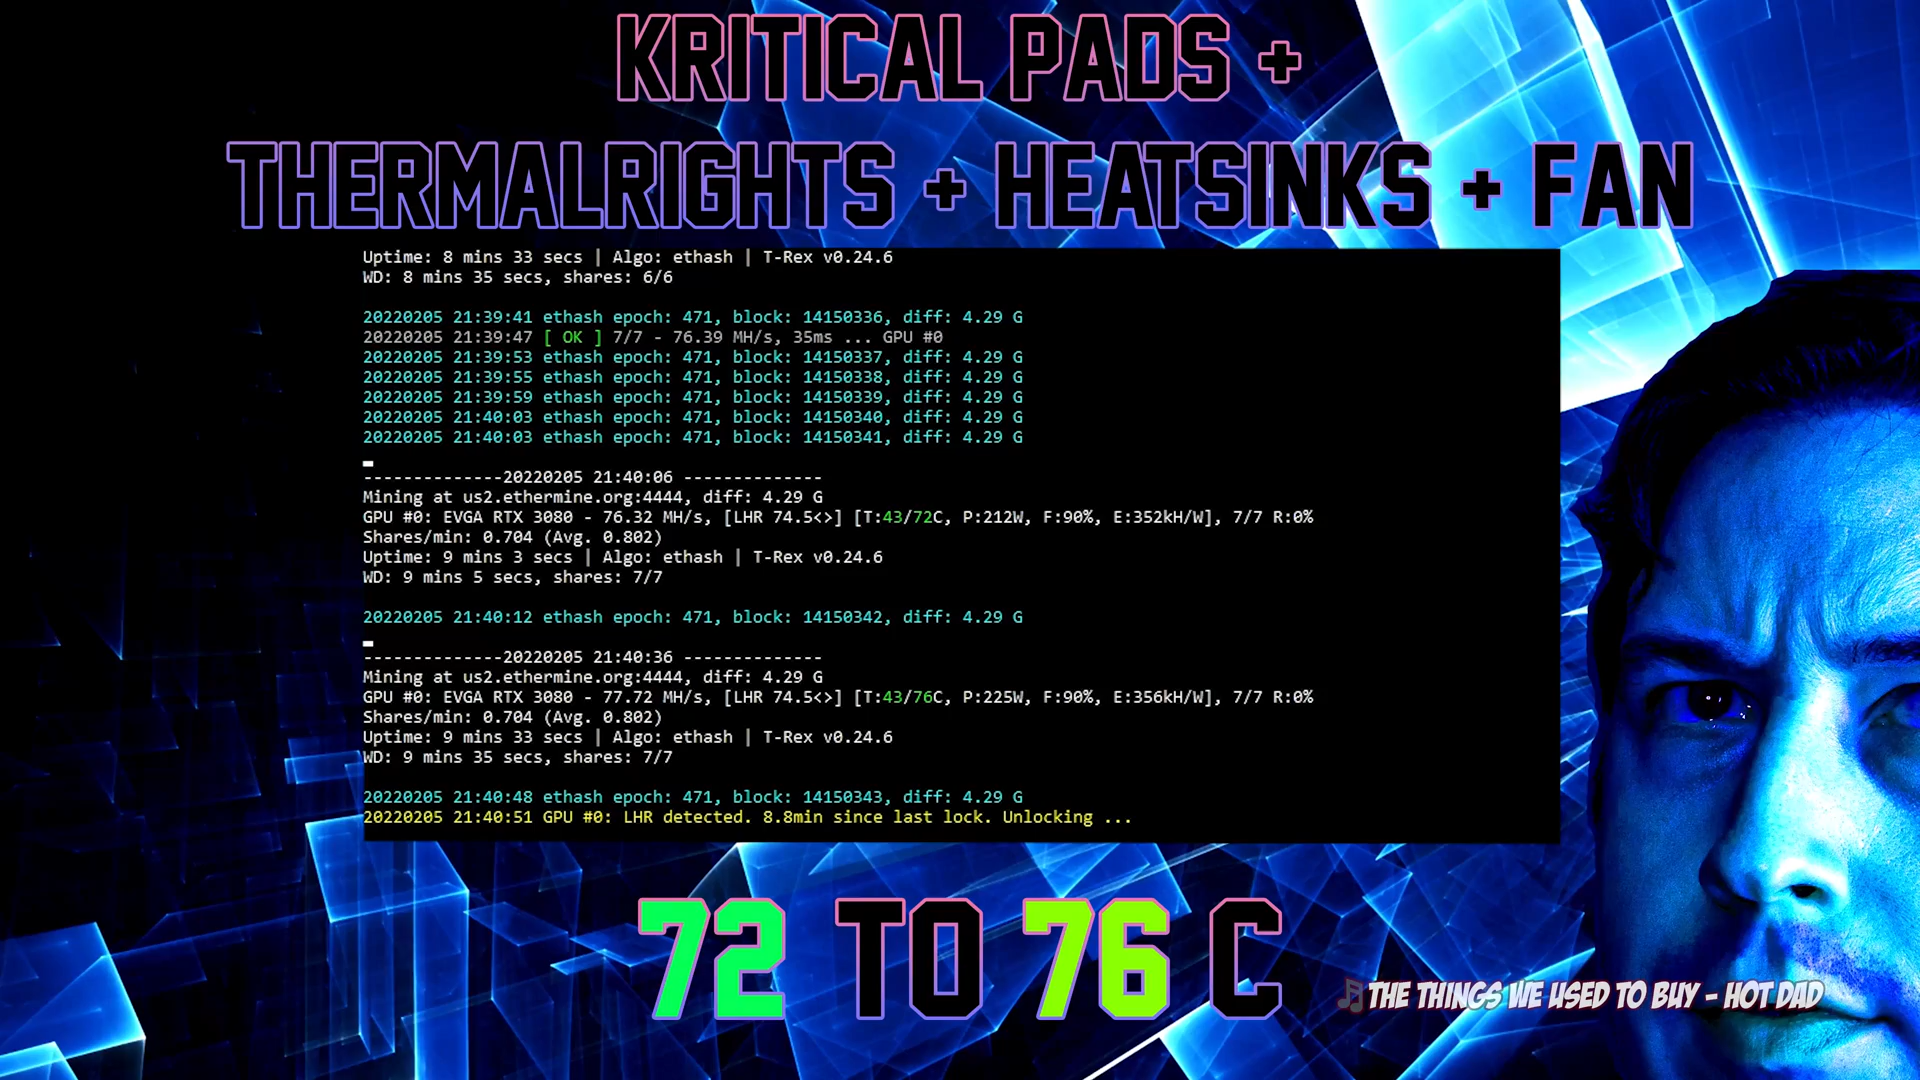 KRITICAL PADS +
THERMALRIGHTS + HEATSINKS + FAN
Uptime: 8 mins 33 secs | Algo: ethash | T-Rex v0.24.6
WD: 8 mins 35 secs, shares: 6/6
20220205 21:39:41 ethash epoch: 471, block: 14150336, diff: 4.29 G
20220205 21:39:47 [ OK ] 7/7 - 76.39 MH/s, 35ms ... GPU #0
20220205 21:39:53 ethash epoch: 471, block: 14150337, diff: 4.29 G
20220205 21:39:55 ethash epoch: 471, block: 14150338, diff: 4.29 G
20220205 21:39:59 ethash epoch: 471, block: 14150339, diff: 4.29 G
20220205 21:40:03 ethash epoch: 471, block: 14150340, diff: 4.29 G
20220205 21:40:03 ethash epoch: 471, block: 14150341, diff: 4.29 G
--------------20220205 21:40:06 --------------
Mining at us2.ethermine.org:4444, diff: 4.29 G
GPU #0: EVGA RTX 3080 - 76.32 MH/s, [LHR 74.5<>] [T:43/72C, P:212W, F:90%, E:352kH/W], 7/7 R:0%
Shares/min: 0.704 (Avg. 0.802)
Uptime: 9 mins 3 secs | Algo: ethash | T-Rex v0.24.6
WD: 9 mins 5 secs, shares: 7/7
20220205 21:40:12 ethash epoch: 471, block: 14150342, diff: 4.29 G
--------------20220205 21:40:36 --------------
Mining at us2.ethermine.org:4444, diff: 4.29 G
GPU #0: EVGA RTX 3080 - 77.72 MH/s, [LHR 74.5<>] [T:43/76C, P:225W, F:90%, E:356kH/W], 7/7 R:0%
Shares/min: 0.704 (Avg. 0.802)
Uptime: 9 mins 33 secs | Algo: ethash | T-Rex v0.24.6
WD: 9 mins 35 secs, shares: 7/7
20220205 21:40:48 ethash epoch: 471, block: 14150343, diff: 4.29 G
20220205 21:40:51 GPU #0: LHR detected. 8.8min since last lock. Unlocking ...
72 TO 76 C
THE THINGS WE USED TO BUY - HOT DAD